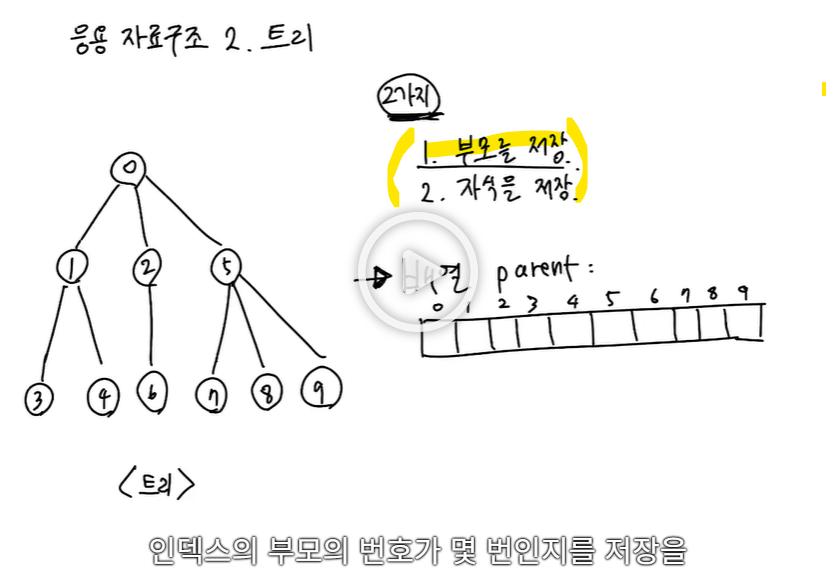 응용 자료구조 2. 트리
2가지
1. 부모를 저장.
2. 자식을 저장.
0
1 2 5
parent:
0 1 2 3 4 5 6 7 8 9
3 4 6 7 8 9
<트리>
인덱스의 부모의 번호가 몇 번인지를 저장을